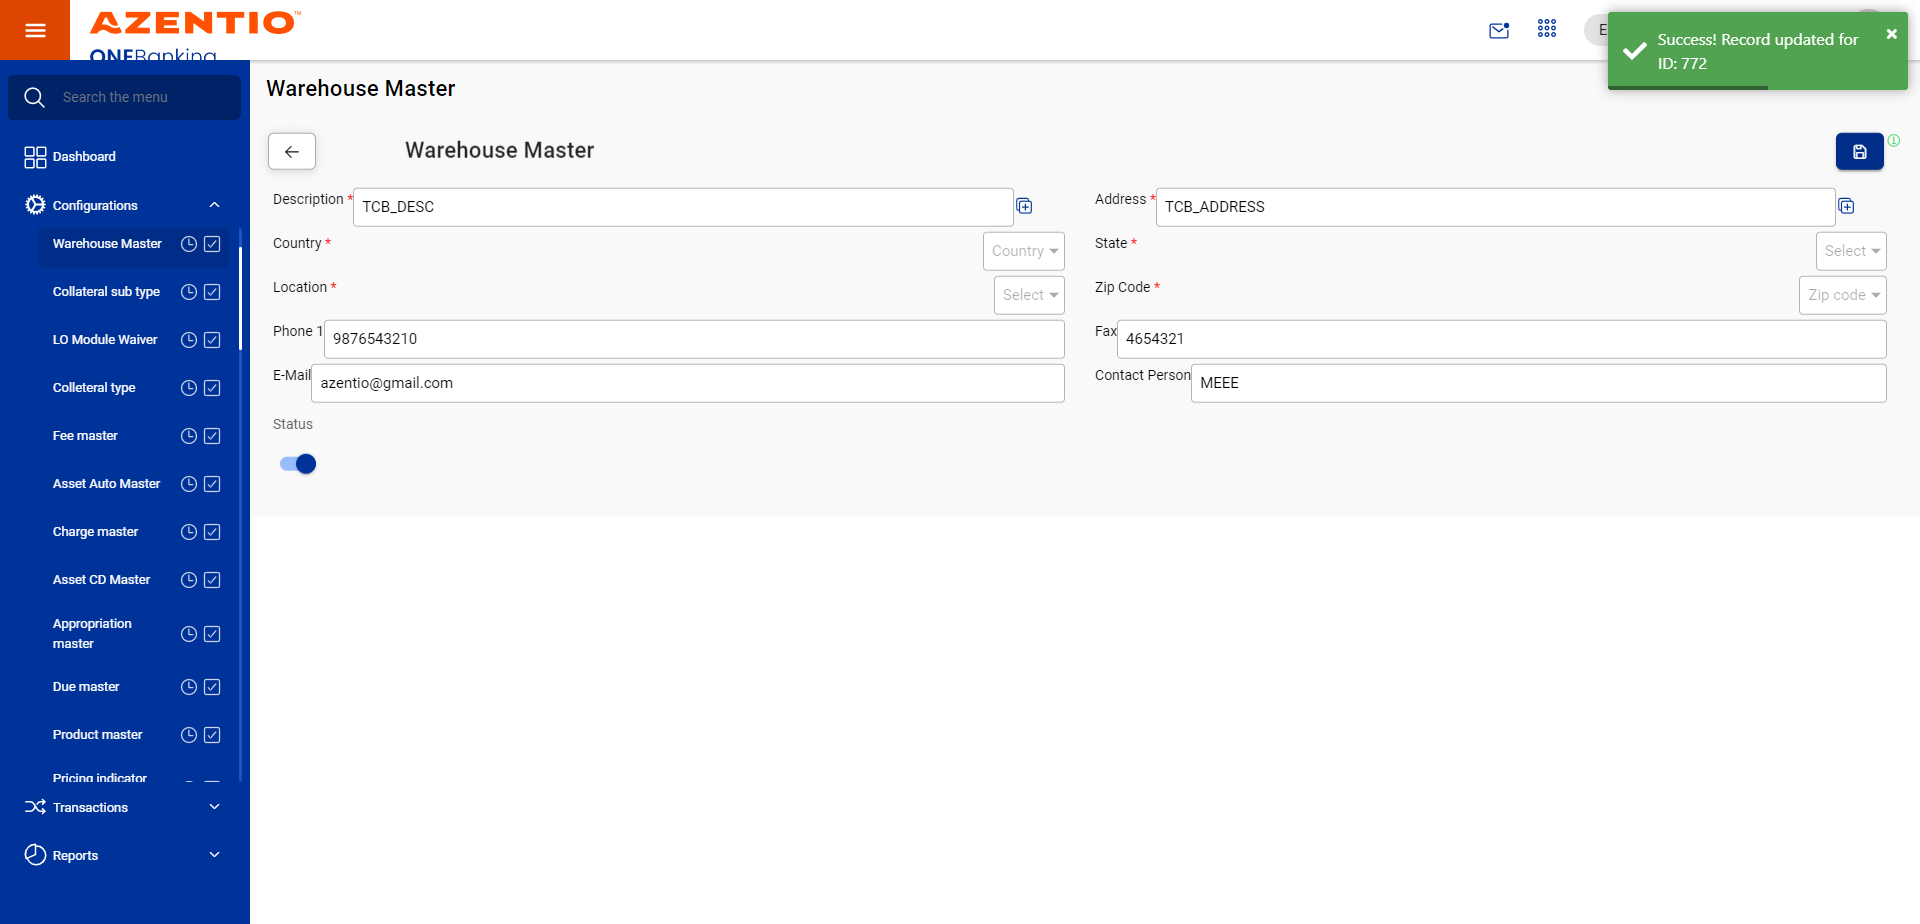 AZENTIO™
ONEBanking
E
Success! Record updated for
ID: 772
Search the menu
Dashboard
Configurations
Warehouse Master
Collateral sub type
LO Module Waiver
Colleteral type
Fee master
Asset Auto Master
Charge master
Asset CD Master
Appropriation
master
Due master
Product master
Pricing indicator
Transactions
Reports
Warehouse Master
Warehouse Master
Description * TCB_DESC
Address * TCB_ADDRESS
Country * Country
State * Select
Location * Select
Zip Code * Zip code
Phone 1 9876543210
Fax 4654321
E-Mail azentio@gmail.com
Contact Person MEEE
Status